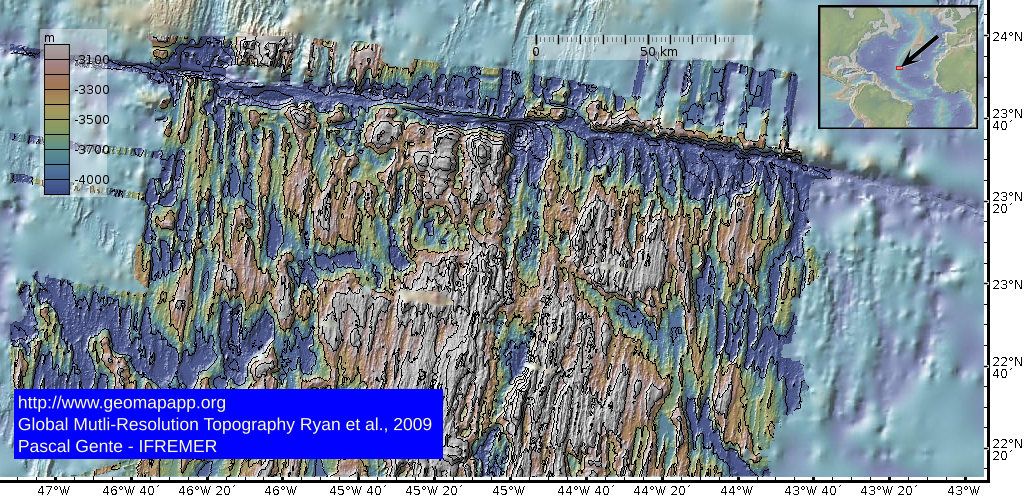 m
-3100
-3300
-3500
-3700
-4000
0 50 km
24°N
23°N
40´
23°N
20´
23°N
22°N
40´
22°N
20´
http://www.geomapapp.org
Global Mutli-Resolution Topography Ryan et al., 2009
Pascal Gente - IFREMER
47°W 46°W 40´ 46°W 20´ 46°W 45°W 40´ 45°W 20´ 45°W 44°W 40´ 44°W 20´ 44°W 43°W 40´ 43°W 20´ 43°W